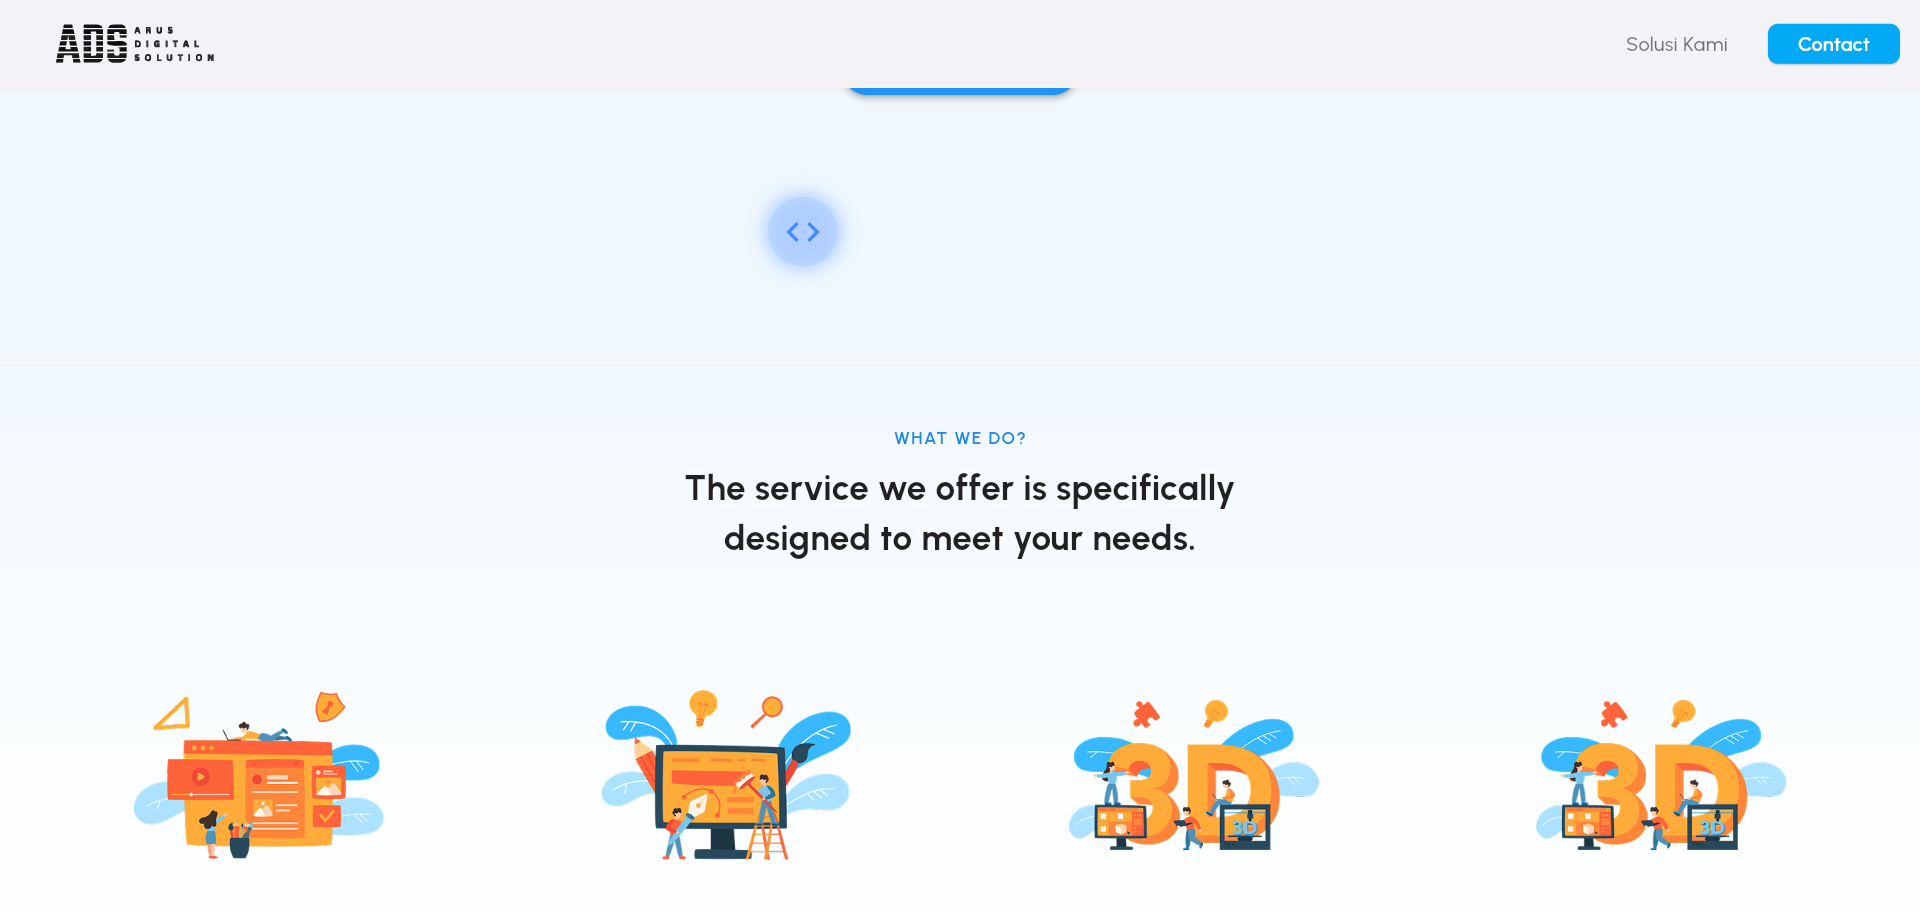 ADS
ARUS
DIGITAL
SOLUTION
Solusi Kami
Contact
WHAT WE DO?
The service we offer is specifically
designed to meet your needs.
3D
3D
3D
3D